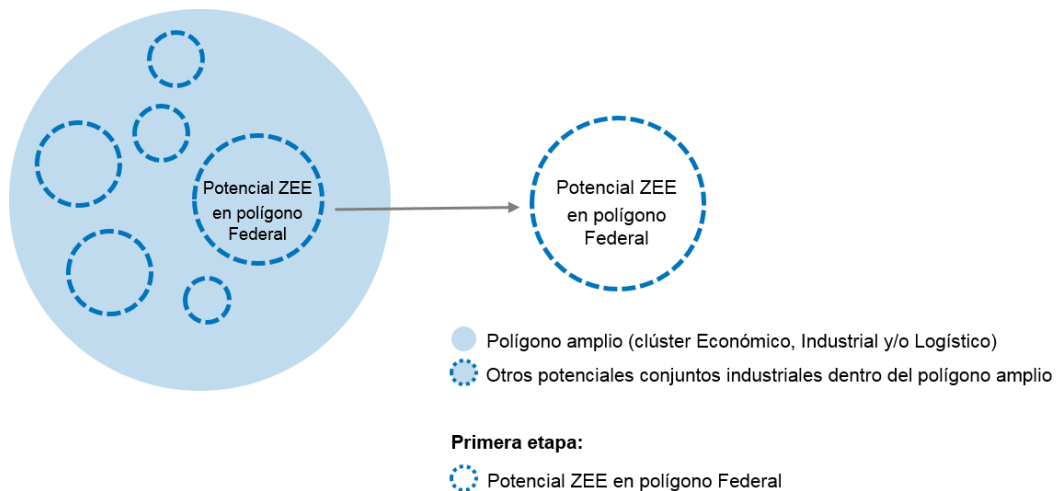 Potencial ZEE
en polígono
Federal
Potencial ZEE
en polígono
Federal
Polígono amplio (clúster Económico, Industrial y/o Logístico)
Otros potenciales conjuntos industriales dentro del polígono amplio
Primera etapa:
Potencial ZEE en polígono Federal